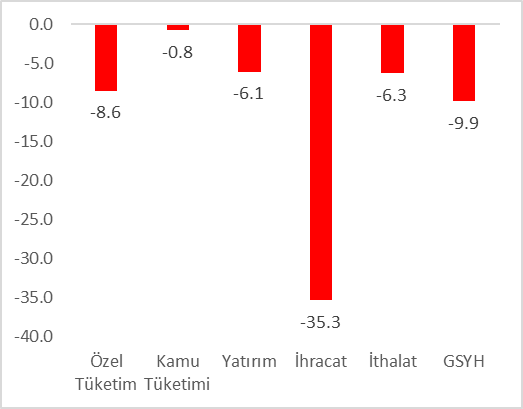 0.0
-5.0
-10.0
-15.0
-20.0
-25.0
-30.0
-35.0
-40.0
-8.6
-0.8
-6.1
-35.3
-6.3
-9.9
Özel
Tüketim
Kamu
Tüketimi
Yatırım
İhracat
İthalat
GSYH